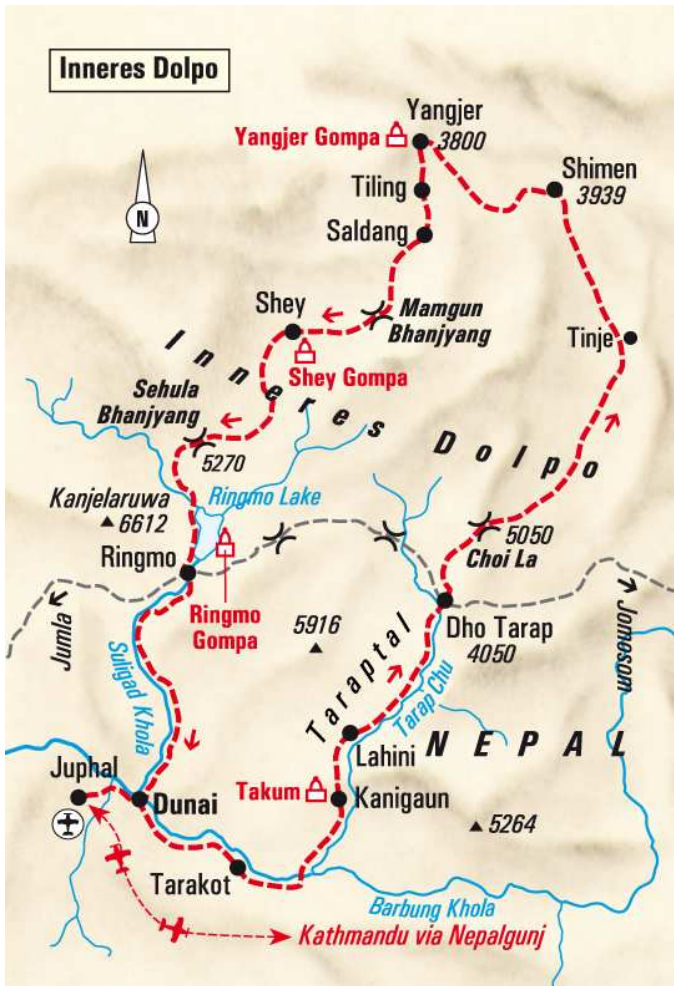 Inneres Dolpo
Yangjer
Yangjer Gompa
3800
N
Tiling
Shimen
3939
Saldang
Shey
Mamgun
Bhanjyang
Tinje
Shey Gompa
Inneres Dolpo
Sehula
Bhanjyang
5270
Kanjelaruwa
6612
Ringmo Lake
5050
Choi La
Ringmo
Ringmo
Gompa
Jumla
5916
Dho Tarap
4050
Jomosom
Suligad Khola
Taraptal
Tarap Chu
NEPAL
Lahini
Juphal
Dunai
Takum
Kanigaun
5264
Tarakot
Barbung Khola
Kathmandu via Nepalgunj